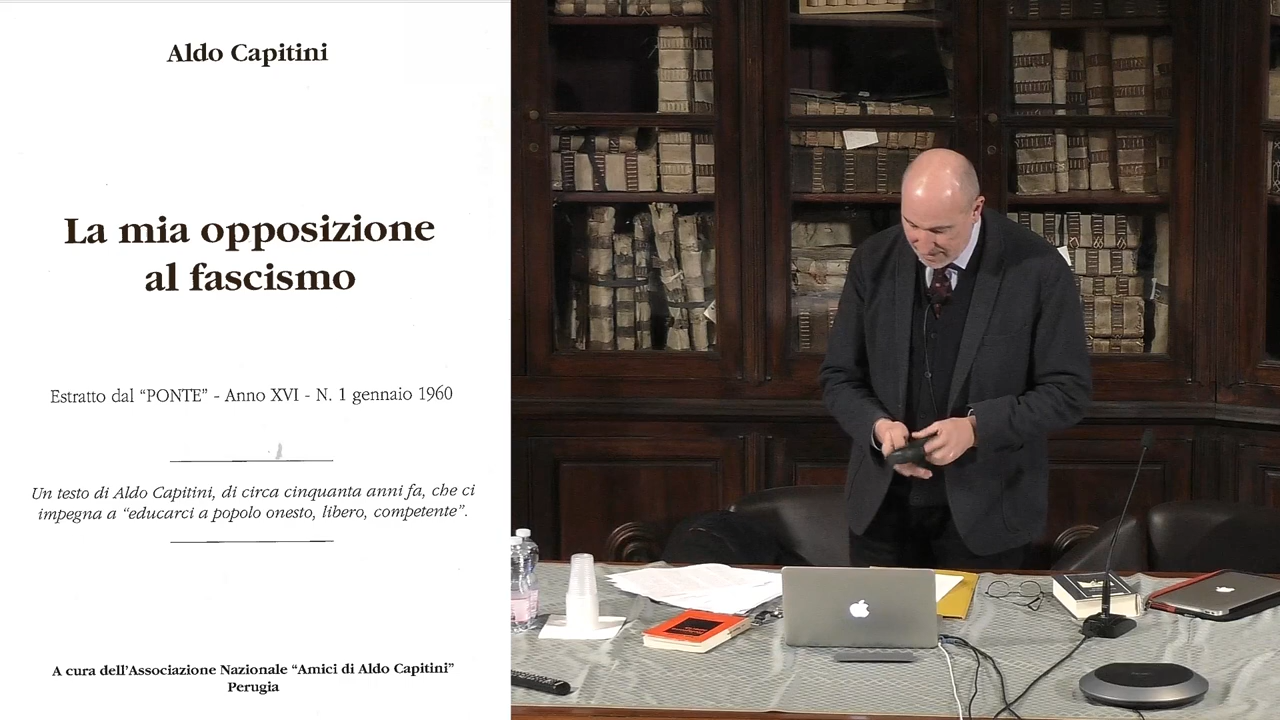 Aldo Capitini
La mia opposizione
al fascismo
Estratto dal “PONTE” - Anno XVI - N. 1 gennaio 1960
Un testo di Aldo Capitini, di circa cinquanta anni fa, che ci
impegna a “educarci a popolo onesto, libero, competente”.
A cura dell’Associazione Nazionale “Amici di Aldo Capitini”
Perugia